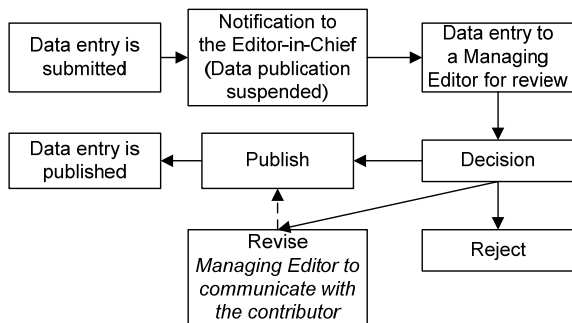 Data entry is
submitted
Notification to
the Editor-in-Chief
(Data publication
suspended)
Data entry to
a Managing
Editor for review
Data entry is
published
Publish
Decision
Revise
Managing Editor to
communicate with
the contributor
Reject